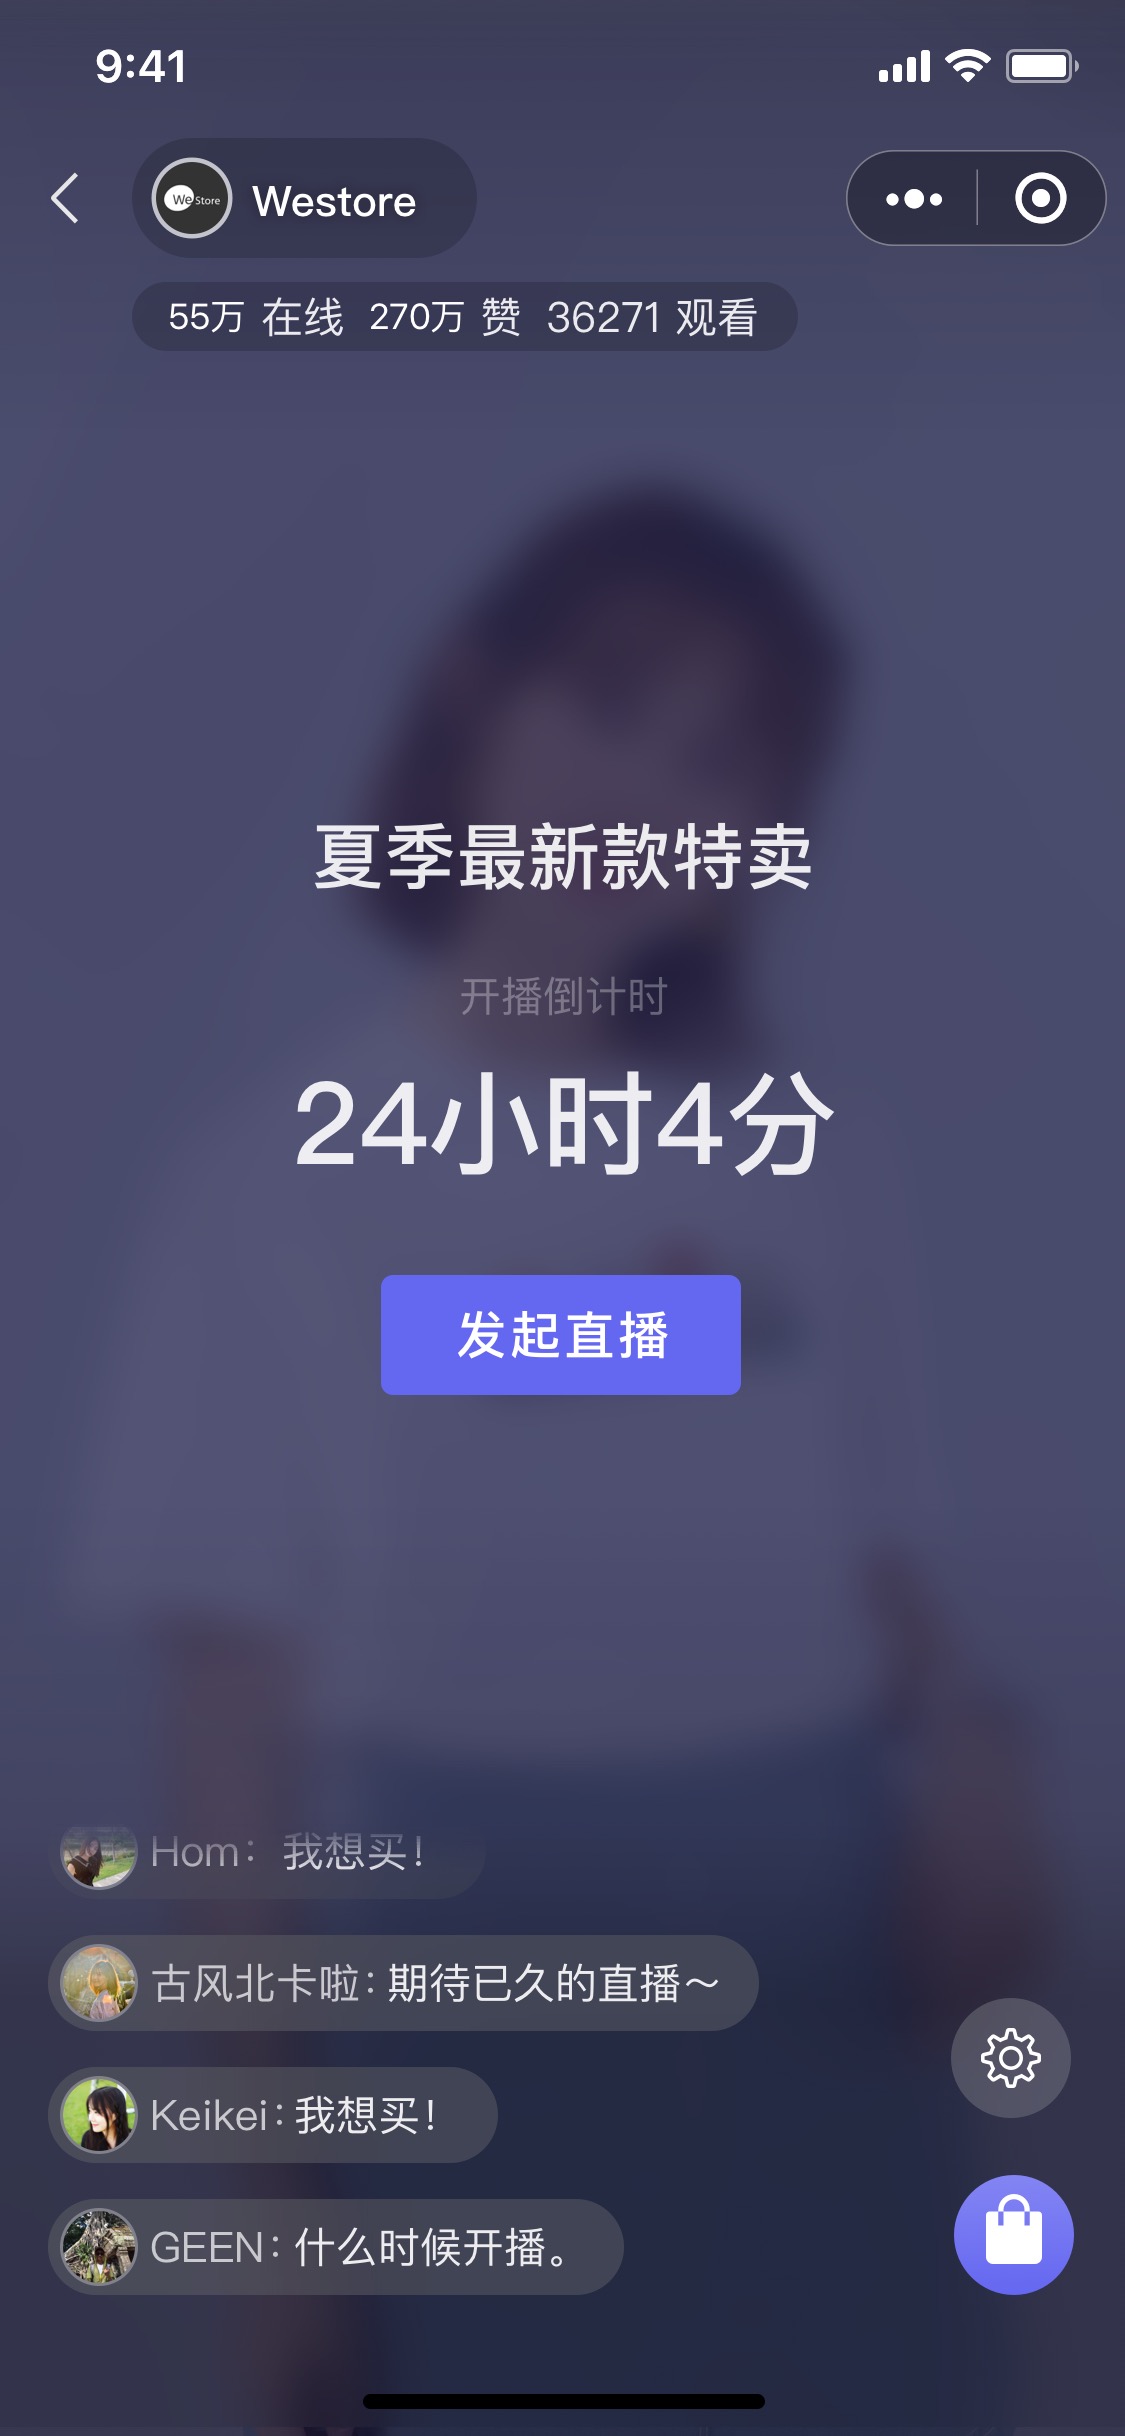 9:41
We Store
Westore
55万 在线 270万 赞 36271 观看
夏季最新款特卖
开播倒计时
24小时4分
发起直播
Hom： 我想买！
古风北卡啦：期待已久的直播～
Keikei：我想买！
GEEN：什么时候开播。